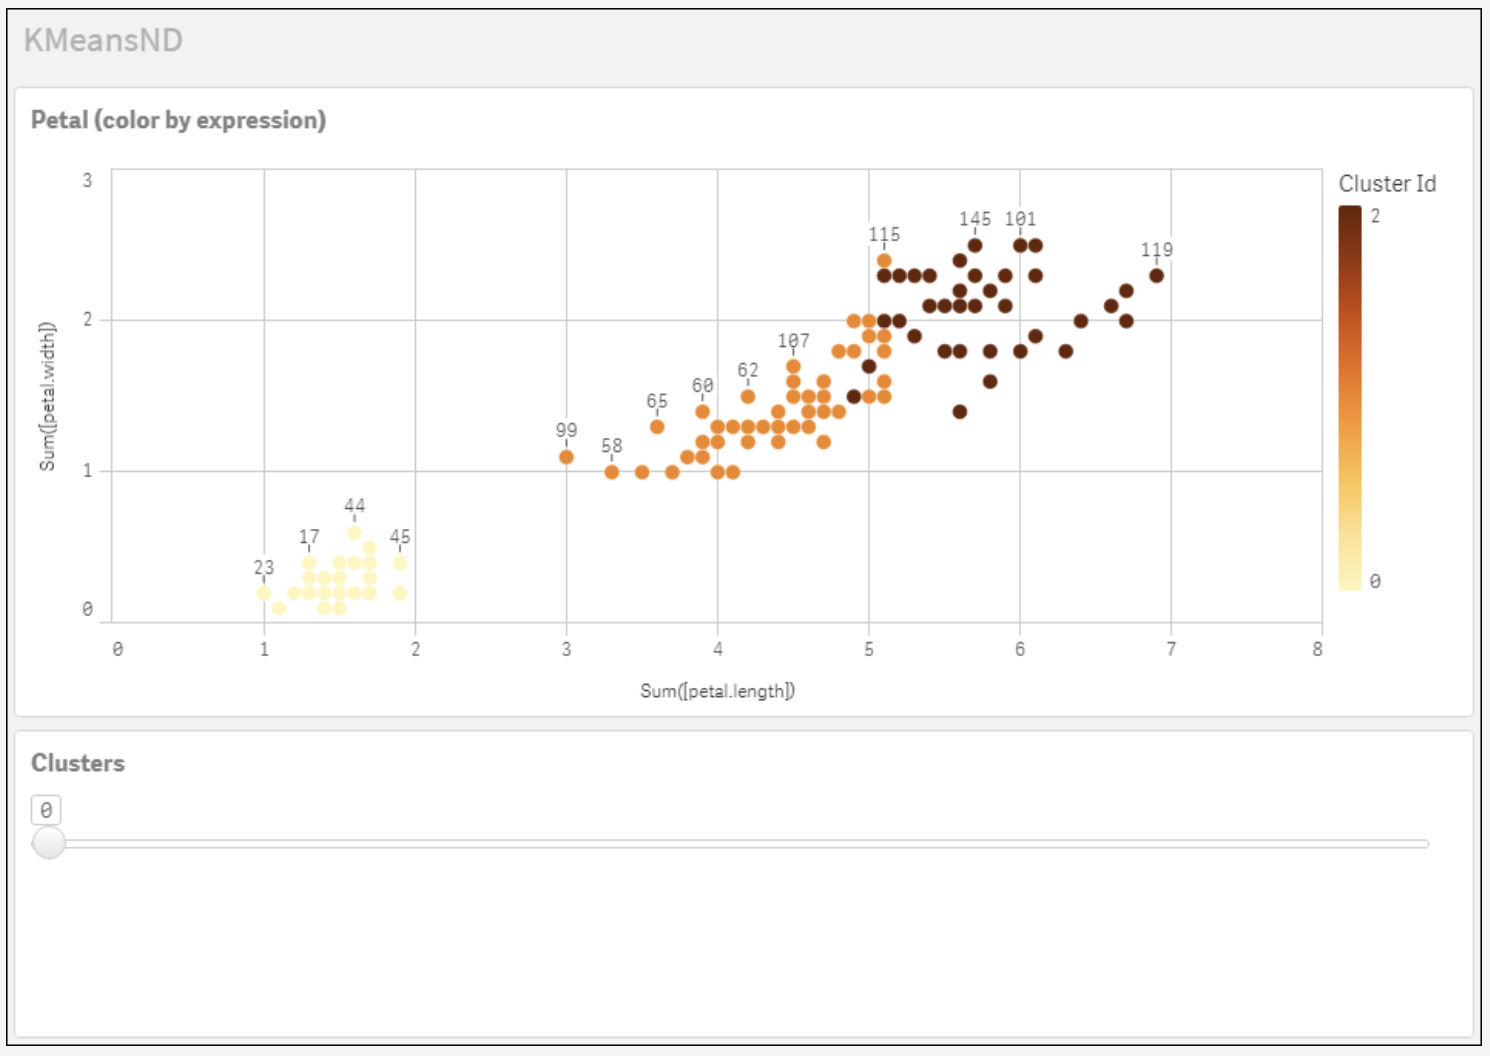 KMeansND
Petal (color by expression)
Sum([petal.width])
3
2
1
0
145 101
115
119
107
62
60
65
99
58
44
17
45
23
0 1 2 3 4 5 6 7 8
Sum([petal.length])
Cluster Id
2
0
Clusters
0